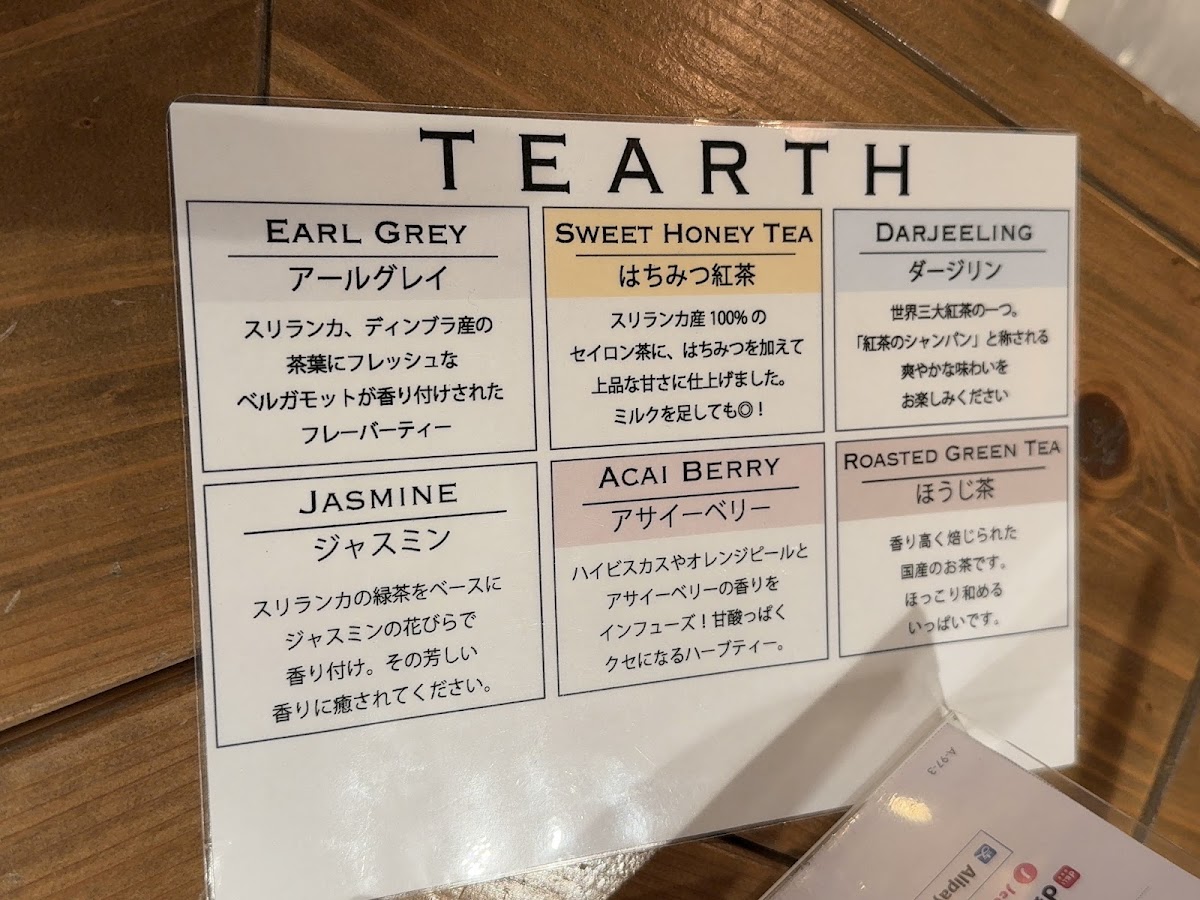 TEARTH
EARL GREY
アールグレイ
スリランカ、ディンブラ産の
茶葉にフレッシュな
ベルガモットが香り付けされた
フレーバーティー
SWEET HONEY TEA
はちみつ紅茶
スリランカ産100%の
セイロン茶に、はちみつを加えて
上品な甘さに仕上げました。
ミルクを足しても◎!
DARJEELING
ダージリン
世界三大紅茶の一つ。
「紅茶のシャンパン」と称される
爽やかな味わいを
お楽しみください
JASMINE
ジャスミン
スリランカの緑茶をベースに
ジャスミンの花びらで
香り付け。その芳しい
香りに癒されてください。
ACAI BERRY
アサイーベリー
ハイビスカスやオレンジピールと
アサイーベリーの香りを
インフューズ!甘酸っぱく
クセになるハーブティー。
ROASTED GREEN TEA
ほうじ茶
香り高く焙じられた
国産のお茶です。
ほっこり和める
いっぱいです。
A-97-3